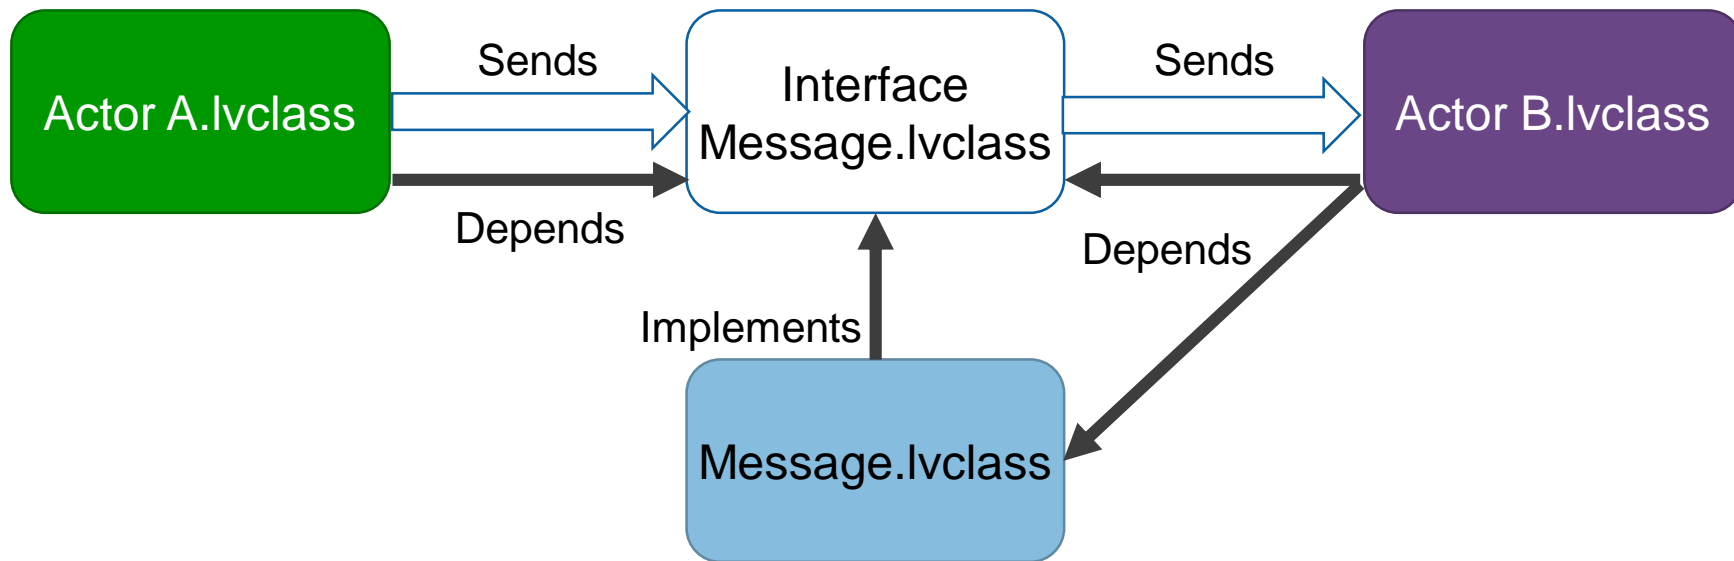 Sends
Sends
Actor A.lvclass
Interface
Message.lvclass
Actor B.lvclass
Depends
Depends
Implements
Message.lvclass